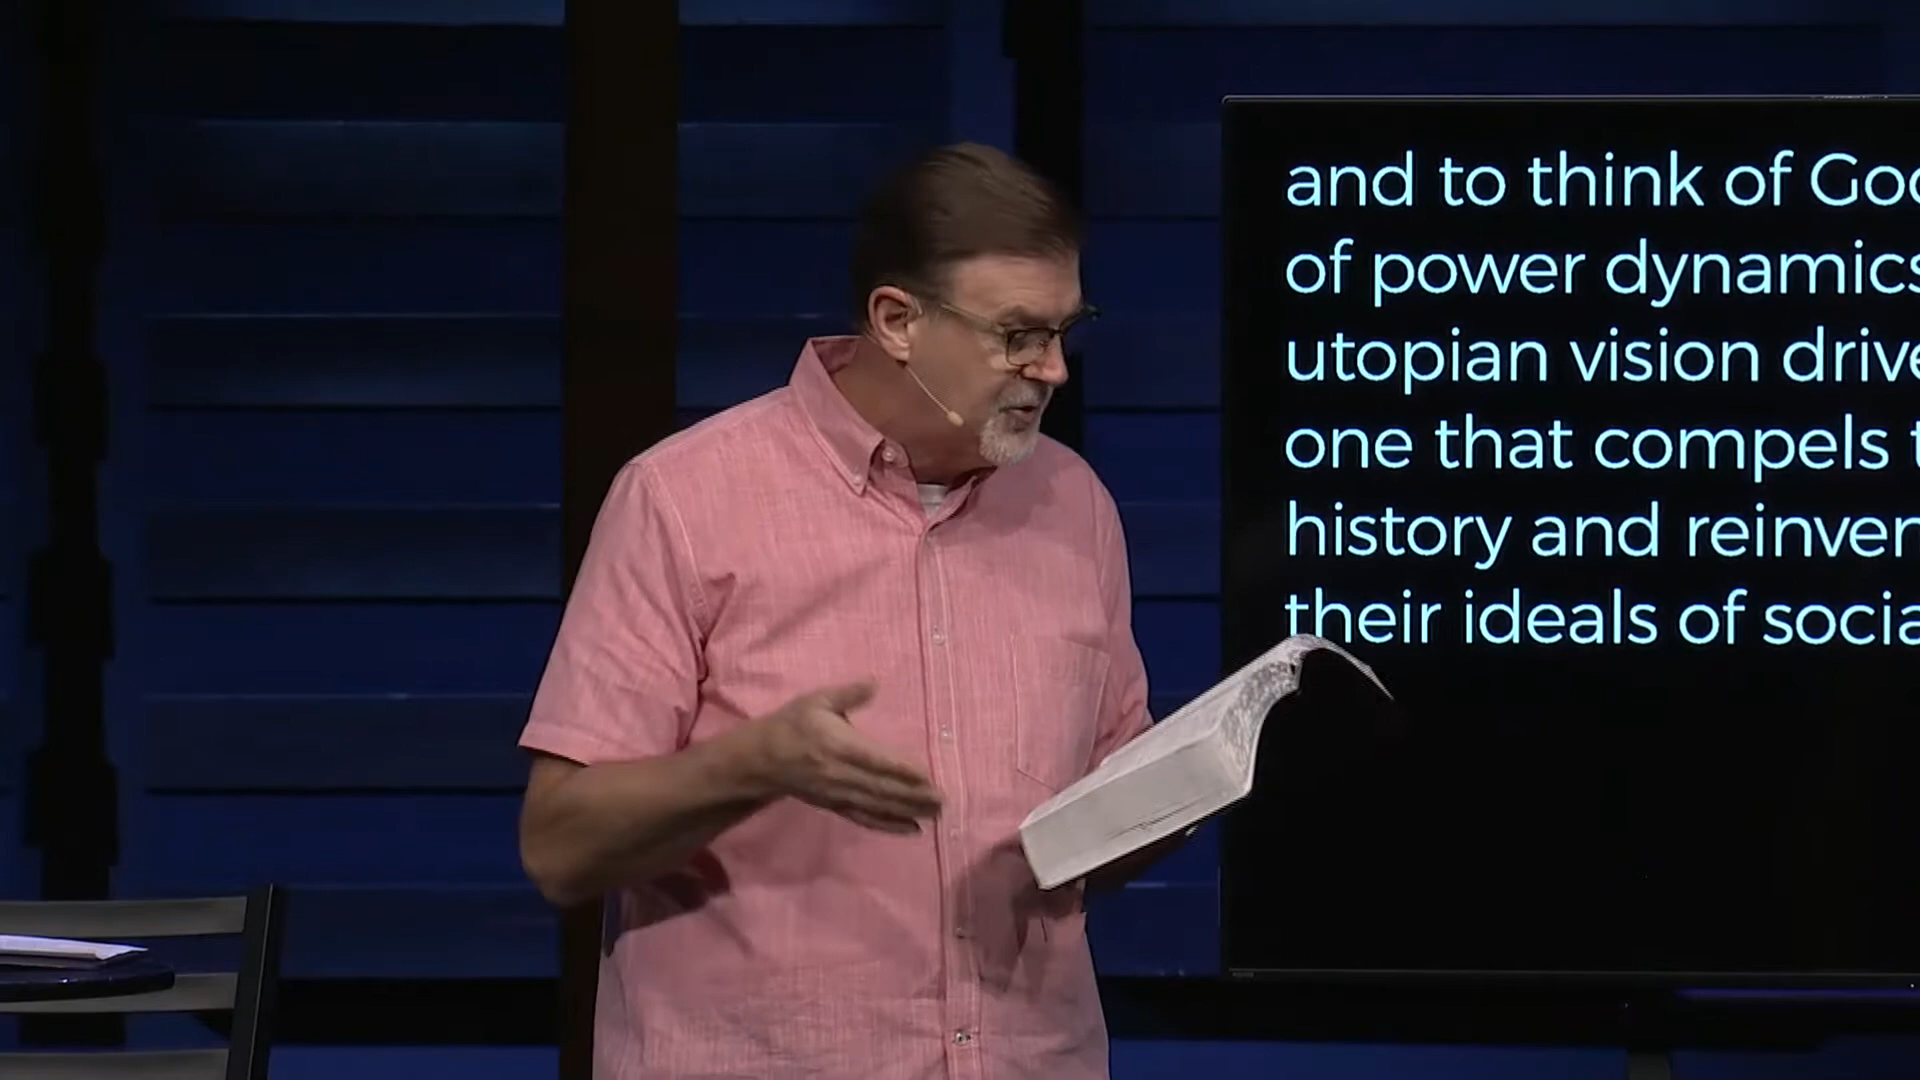 and to think of God
of power dynamics
utopian vision drive
one that compels
history and reinven
their ideals of socia